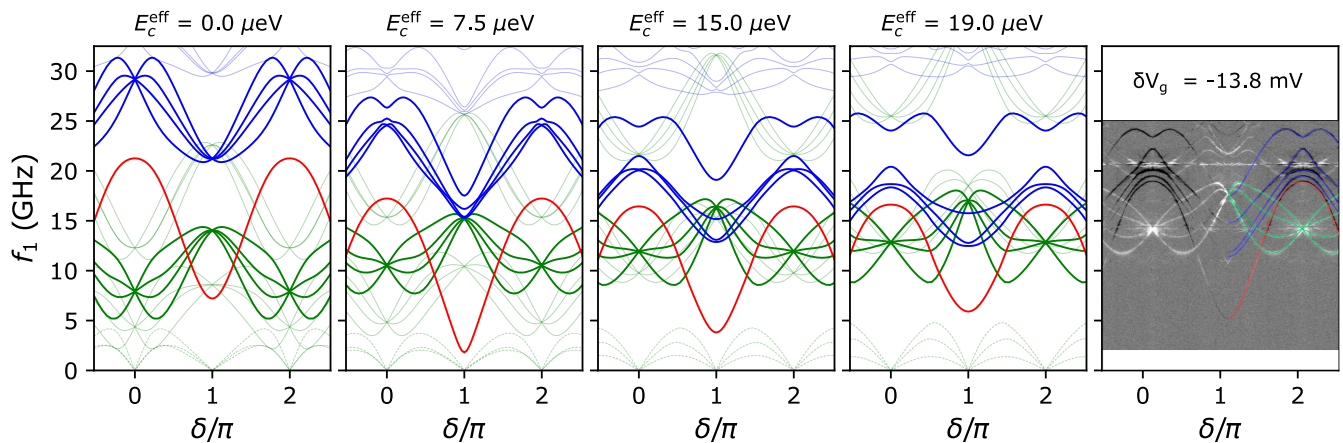 E_c^eff = 0.0 μeV
E_c^eff = 7.5 μeV
E_c^eff = 15.0 μeV
E_c^eff = 19.0 μeV
δV_g = -13.8 mV
f_1 (GHz)
30
25
20
15
10
5
0
0 1 2
0 1 2
0 1 2
0 1 2
0 1 2
δ/π
δ/π
δ/π
δ/π
δ/π